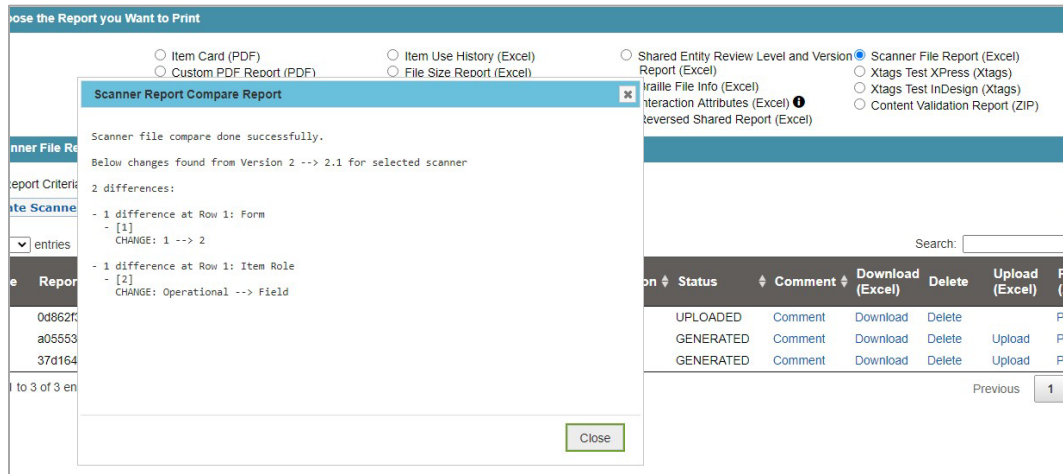 oose the Report you Want to Print
Item Card (PDF)
Item Use History (Excel)
Shared Entity Review Level and Version
Report (Excel)
Scanner File Report (Excel)
Custom PDF Report (PDF)
File Size Report (Excel)
Xtags Test XPress (Xtags)
raille File Info (Excel)
Xtags Test InDesign (Xtags)
nteraction Attributes (Excel)
Content Validation Report (ZIP)
Reversed Shared Report (Excel)
Scanner Report Compare Report
Scanner file compare done successfully.
Below changes found from Version 2 --> 2.1 for selected scanner
2 differences:
- 1 difference at Row 1: Form
- [1]
CHANGE: 1 --> 2
- 1 difference at Row 1: Item Role
- [2]
CHANGE: Operational --> Field
Close
nner File Re
eport Criteria
ate Scanne
entries
Search:
e Repor on Status Comment Download (Excel) Delete Upload (Excel)
0d862f3 UPLOADED Comment Download Delete P
a05553 GENERATED Comment Download Delete Upload P
37d164 GENERATED Comment Download Delete Upload P
1 to 3 of 3 en
Previous 1